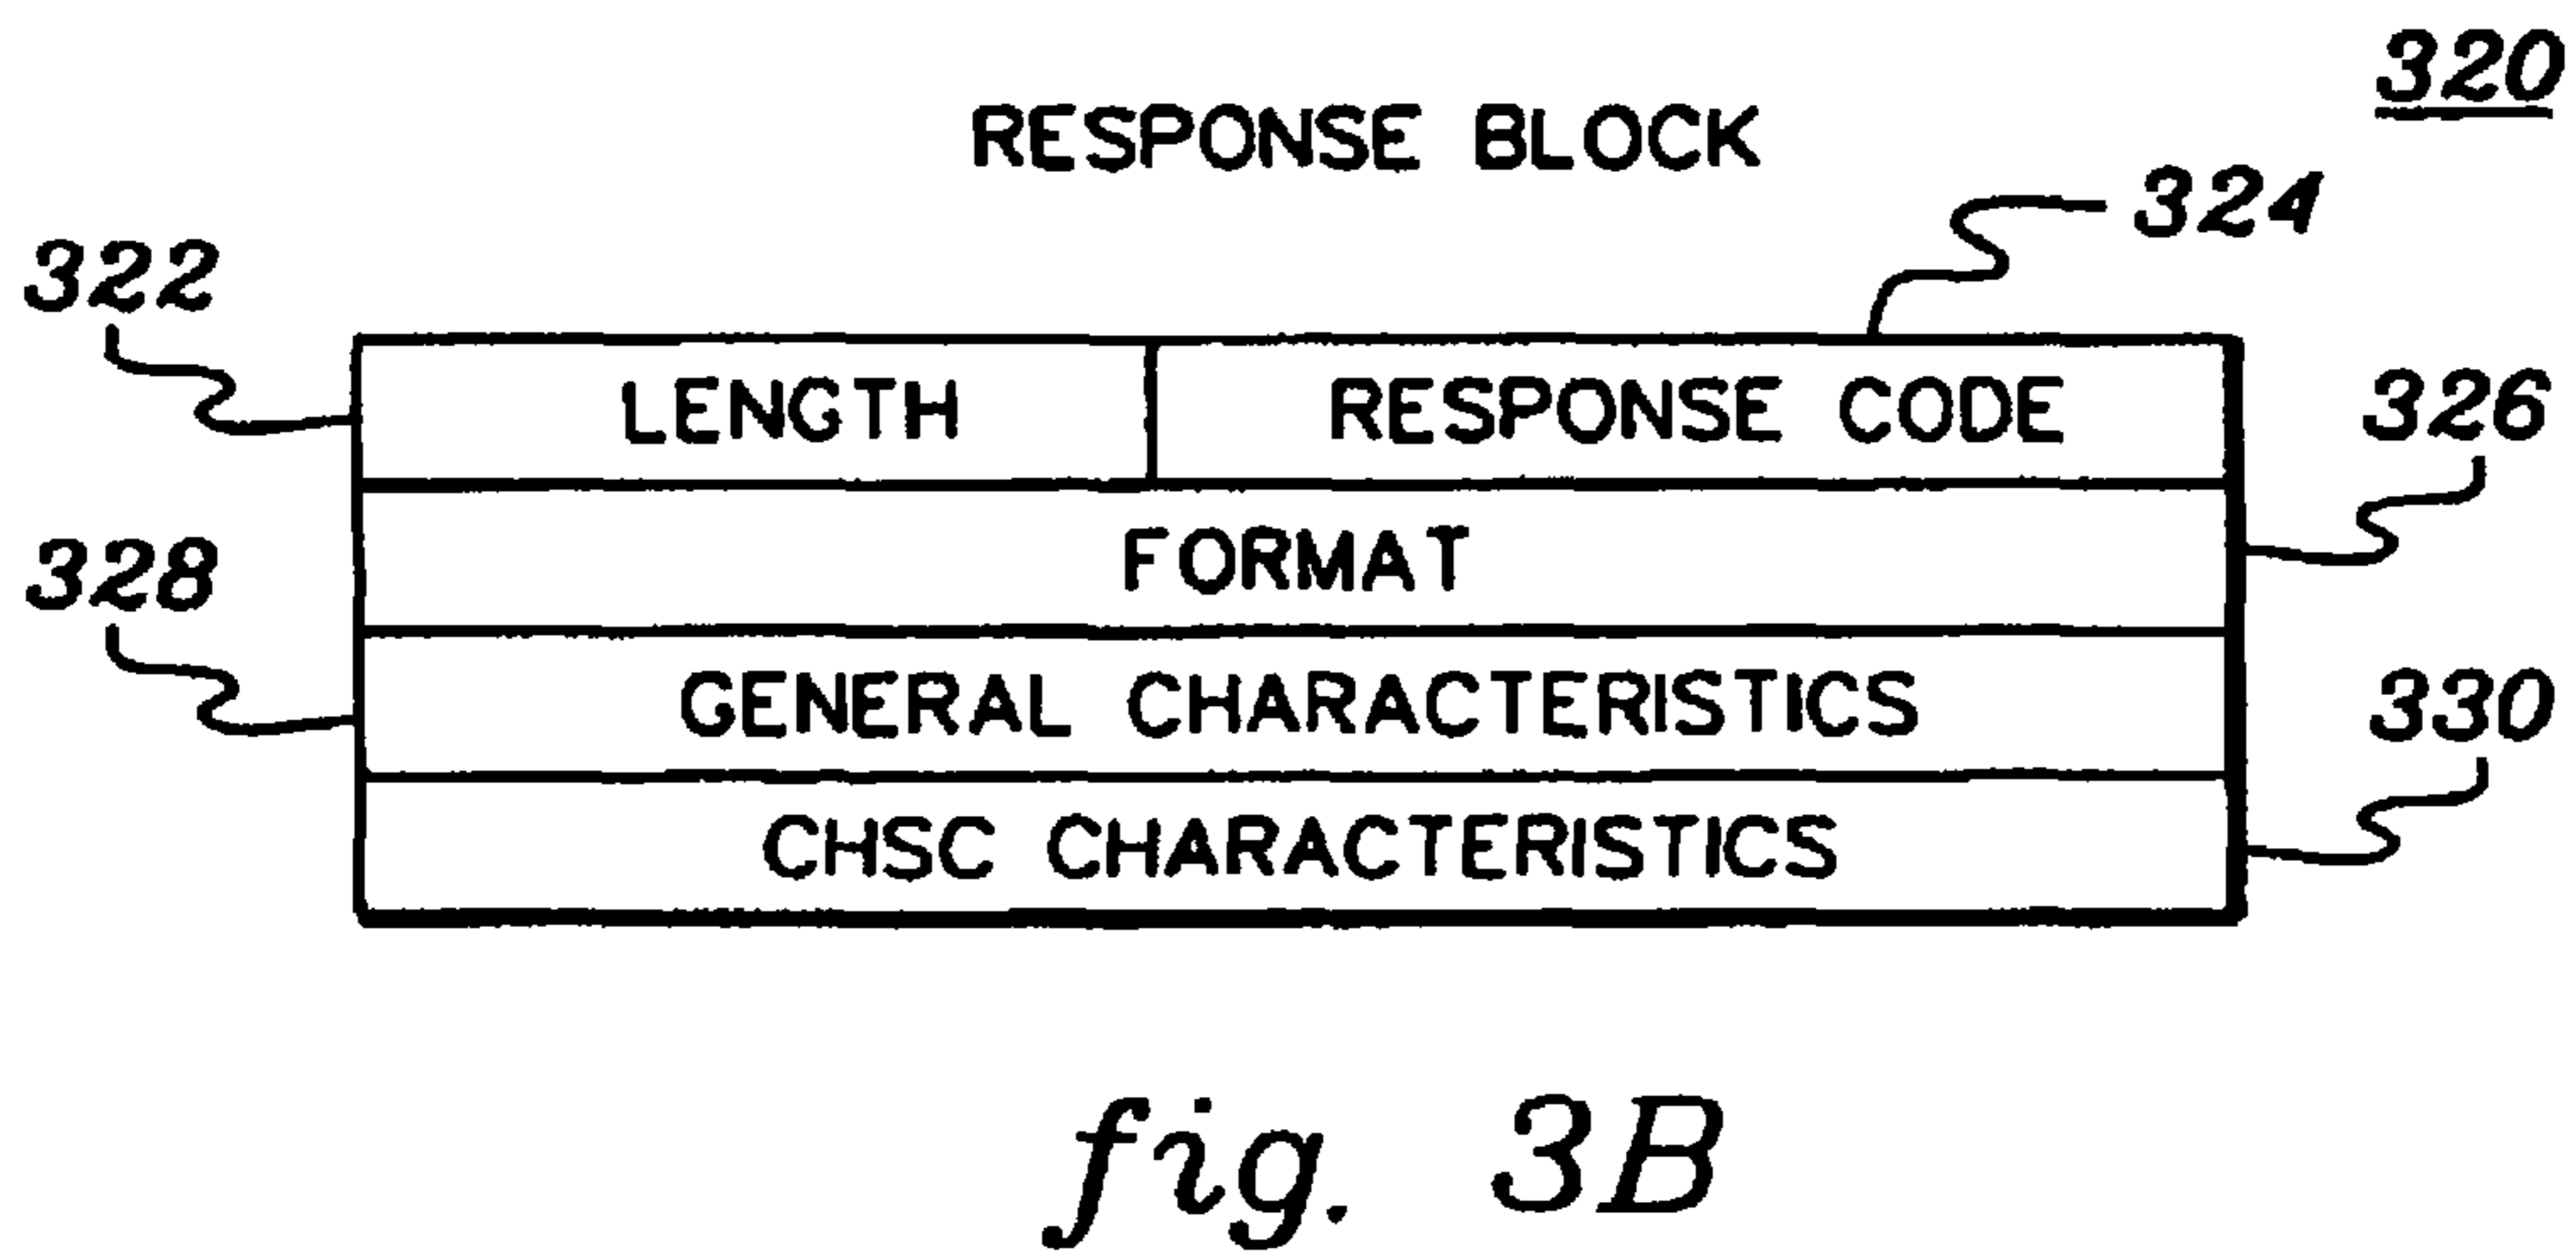 320
RESPONSE BLOCK
324
322
LENGTH RESPONSE CODE
326
FORMAT
328
GENERAL CHARACTERISTICS
330
CHSC CHARACTERISTICS
fig. 3B